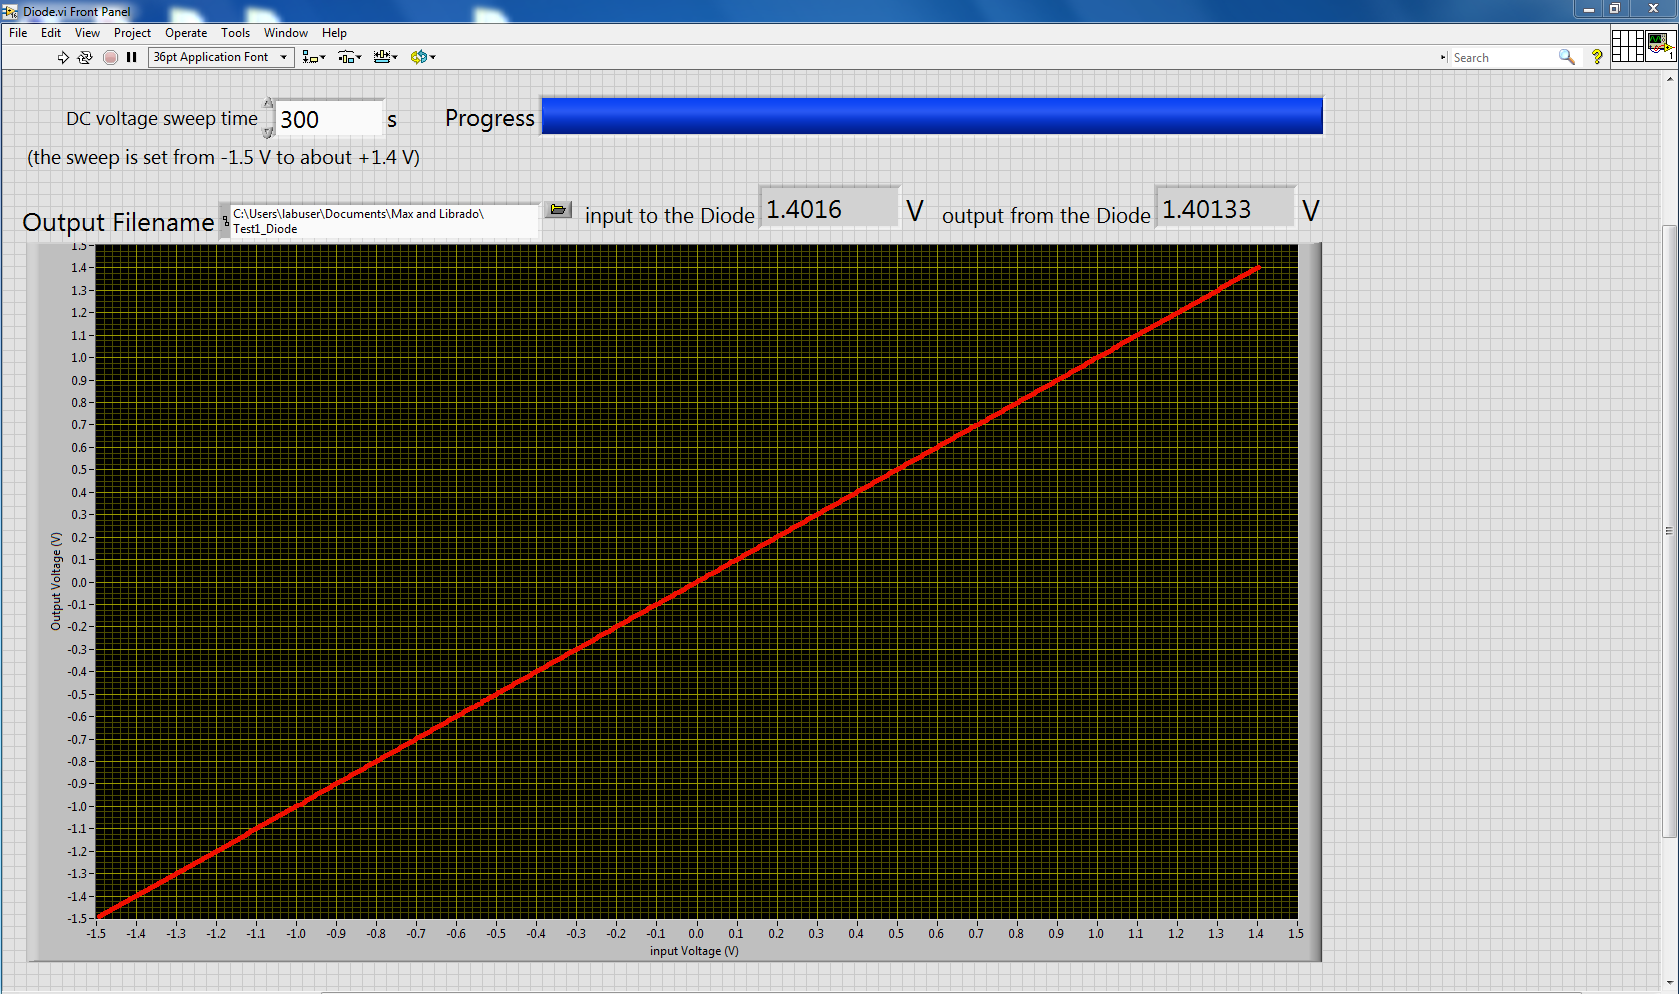 Diode.vi Front Panel
File Edit View Project Operate Tools Window Help
36pt Application Font
Search
?
1
DC voltage sweep time 300 s Progress
(the sweep is set from -1.5 V to about +1.4 V)
Output Filename C:\Users\labuser\Documents\Max and Librado\
Test1_Diode
input to the Diode 1.4016 V output from the Diode 1.40133 V
1.5
1.4
1.3
1.2
1.1
1.0
0.9
0.8
0.7
0.6
0.5
0.4
0.3
0.2
0.1
0.0
-0.1
-0.2
-0.3
-0.4
-0.5
-0.6
-0.7
-0.8
-0.9
-1.0
-1.1
-1.2
-1.3
-1.4
-1.5
Output Voltage (V)
-1.5 -1.4 -1.3 -1.2 -1.1 -1.0 -0.9 -0.8 -0.7 -0.6 -0.5 -0.4 -0.3 -0.2 -0.1 0.0 0.1 0.2 0.3 0.4 0.5 0.6 0.7 0.8 0.9 1.0 1.1 1.2 1.3 1.4 1.5
input Voltage (V)